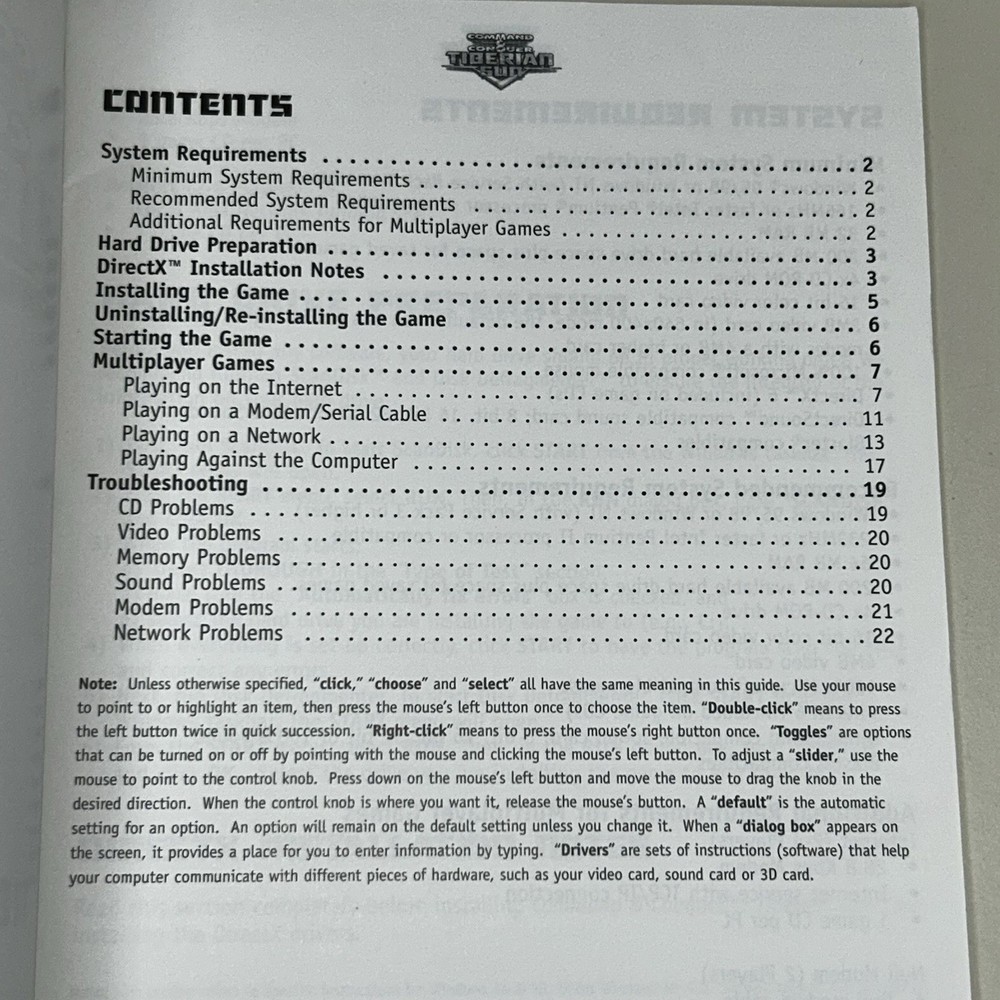 COMMAND
&
CONQUER
TIBERIAN
SUN
CONTENTS
System Requirements . . . . . . . . . . . . . . . . . . . . . . . . . . . . . . . . . 2
Minimum System Requirements . . . . . . . . . . . . . . . . . . . . . . . . . . 2
Recommended System Requirements . . . . . . . . . . . . . . . . . . . . . . . 2
Additional Requirements for Multiplayer Games . . . . . . . . . . . . . . . . . 2
Hard Drive Preparation . . . . . . . . . . . . . . . . . . . . . . . . . . . . . . . . 3
DirectX™ Installation Notes . . . . . . . . . . . . . . . . . . . . . . . . . . . . 3
Installing the Game . . . . . . . . . . . . . . . . . . . . . . . . . . . . . . . . . . 5
Uninstalling/Re-installing the Game . . . . . . . . . . . . . . . . . . . . . . . 6
Starting the Game . . . . . . . . . . . . . . . . . . . . . . . . . . . . . . . . . . . 6
Multiplayer Games . . . . . . . . . . . . . . . . . . . . . . . . . . . . . . . . . . . 7
Playing on the Internet . . . . . . . . . . . . . . . . . . . . . . . . . . . . . . 7
Playing on a Modem/Serial Cable . . . . . . . . . . . . . . . . . . . . . . . . 11
Playing on a Network . . . . . . . . . . . . . . . . . . . . . . . . . . . . . . . 13
Playing Against the Computer . . . . . . . . . . . . . . . . . . . . . . . . . . 17
Troubleshooting . . . . . . . . . . . . . . . . . . . . . . . . . . . . . . . . . . . . 19
CD Problems . . . . . . . . . . . . . . . . . . . . . . . . . . . . . . . . . . . . 19
Video Problems . . . . . . . . . . . . . . . . . . . . . . . . . . . . . . . . . . . 20
Memory Problems . . . . . . . . . . . . . . . . . . . . . . . . . . . . . . . . . . 20
Sound Problems . . . . . . . . . . . . . . . . . . . . . . . . . . . . . . . . . . . 20
Modem Problems . . . . . . . . . . . . . . . . . . . . . . . . . . . . . . . . . . 21
Network Problems . . . . . . . . . . . . . . . . . . . . . . . . . . . . . . . . . 22
Note: Unless otherwise specified, “click,” “choose” and “select” all have the same meaning in this guide. Use your mouse
to point to or highlight an item, then press the mouse’s left button once to choose the item. “Double-click” means to press
the left button twice in quick succession. “Right-click” means to press the mouse’s right button once. “Toggles” are options
that can be turned on or off by pointing with the mouse and clicking the mouse’s left button. To adjust a “slider,” use the
mouse to point to the control knob. Press down on the mouse’s left button and move the mouse to drag the knob in the
desired direction. When the control knob is where you want it, release the mouse’s button. A “default” is the automatic
setting for an option. An option will remain on the default setting unless you change it. When a “dialog box” appears on
the screen, it provides a place for you to enter information by typing. “Drivers” are sets of instructions (software) that help
your computer communicate with different pieces of hardware, such as your video card, sound card or 3D card.